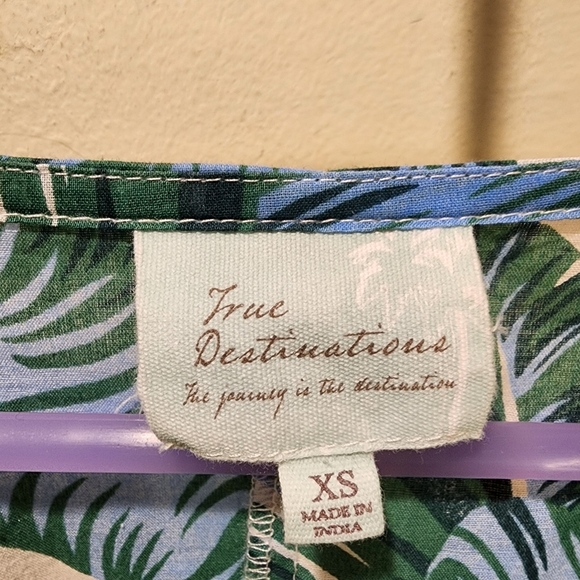 True
Destinations
The journey is the destination
XS
MADE IN
INDIA